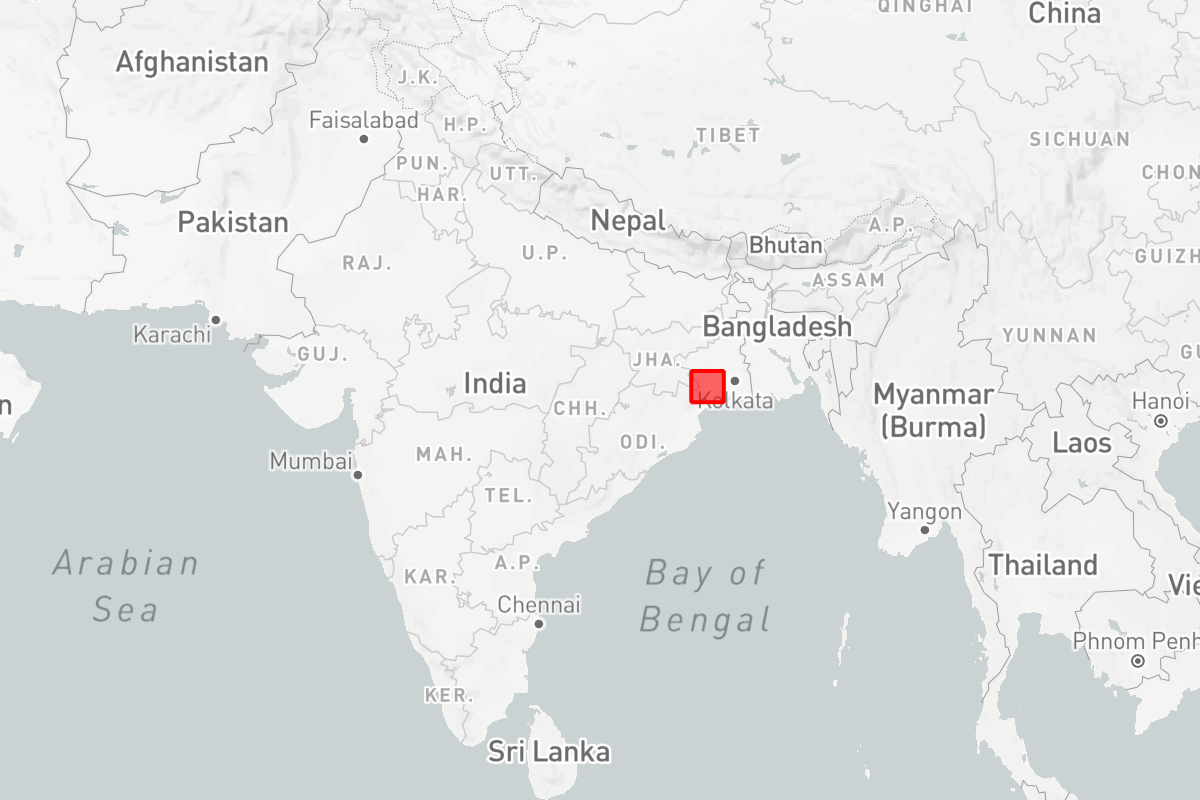 QINGHAI
China
Afghanistan
J.K.
Faisalabad
H.P.
TIBET
SICHUAN
PUN.
UTT.
CHON
HAR.
Pakistan
Nepal
A.P.
Bhutan
U.P.
RAJ.
ASSAM
GUIZH
Bangladesh
Karachi
YUNNAN
GUJ.
JHA.
GU
India
Kolkata
Myanmar
(Burma)
Hanoi
n
CHH.
ODI.
Laos
MAH.
Mumbai
TEL.
Yangon
Arabian
Sea
A.P.
KAR.
Bay of
Bengal
Thailand
Vie
Chennai
Phnom Penh
KER.
Sri Lanka